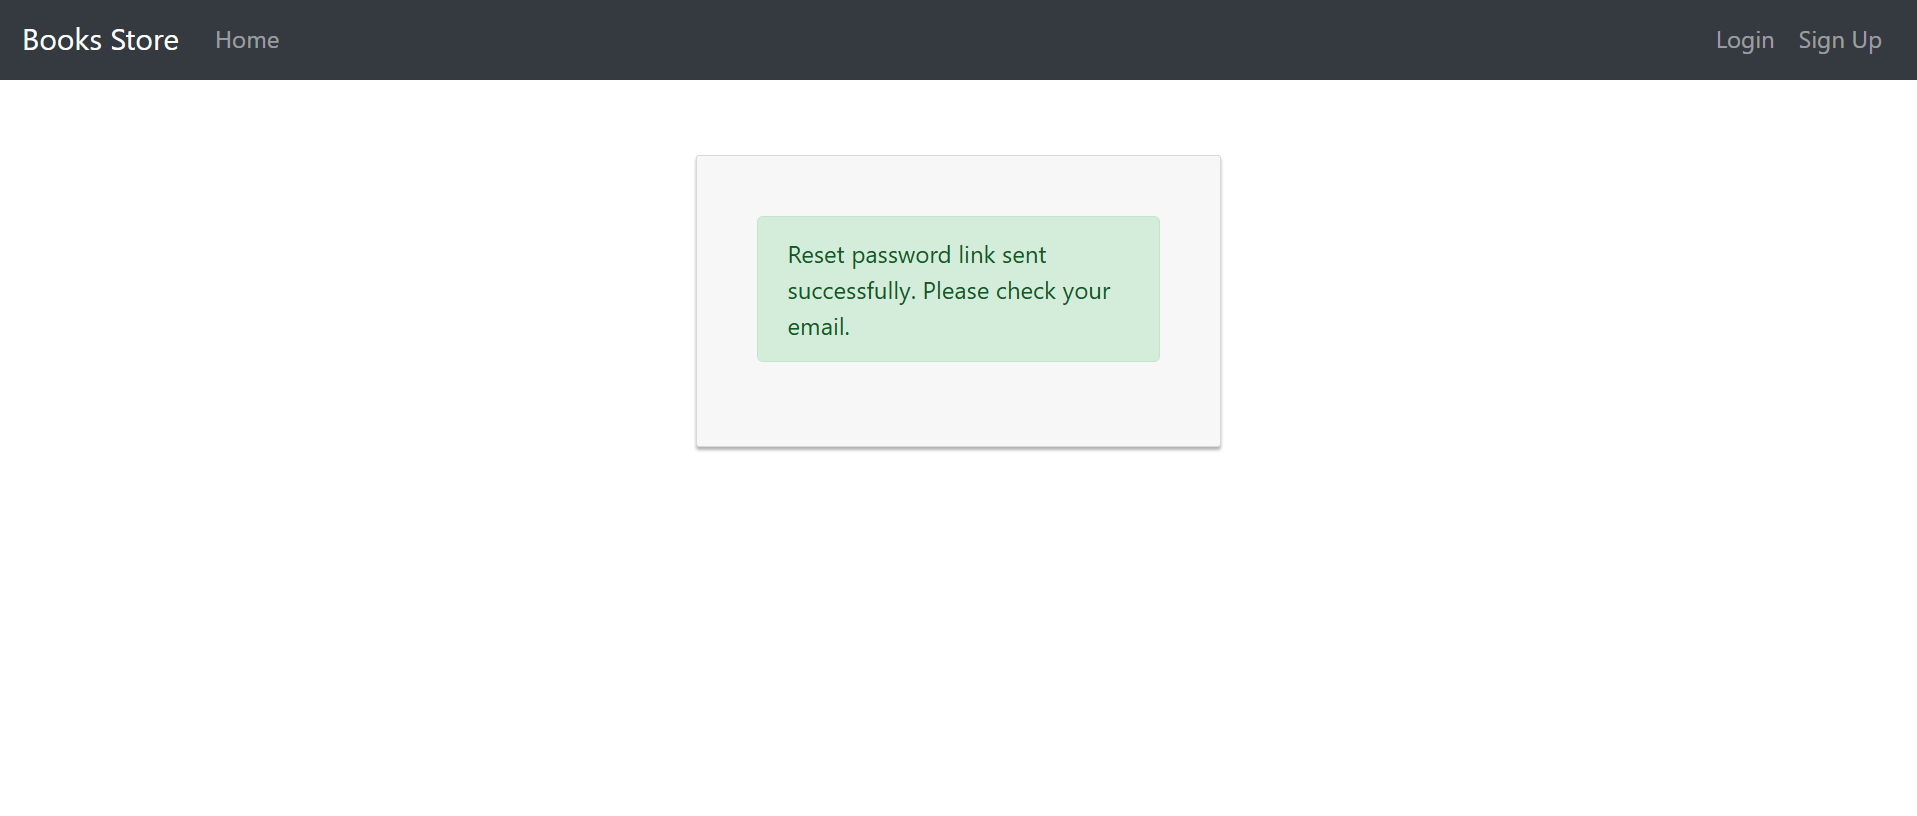 Books Store Home Login Sign Up
Reset password link sent
successfully. Please check your
email.